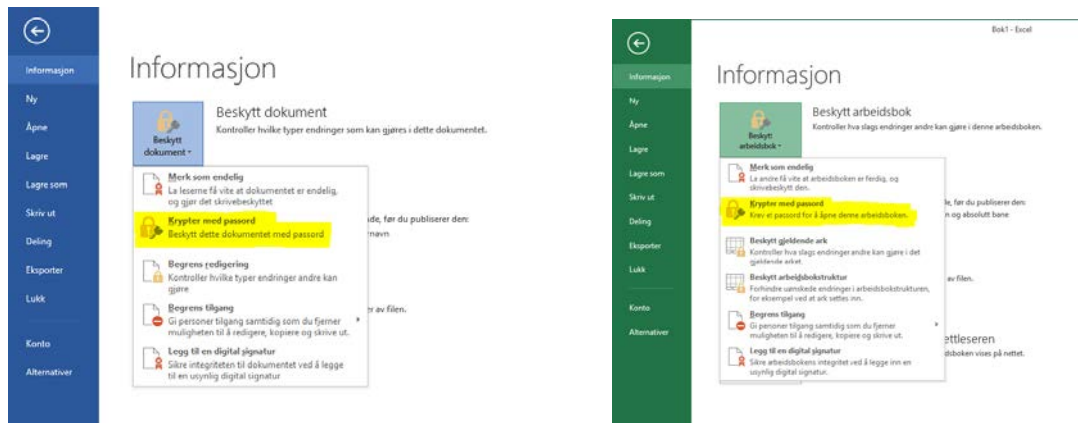 Informasjon
Ny
Åpne
Lagre
Lagre som
Skriv ut
Deling
Eksporter
Lukk
Konto
Alternativer
Informasjon
Beskytt
dokument
Beskytt dokument
Kontroller hvilke typer endringer som kan gjøres i dette dokumentet.
Merk som endelig
La leserne få vite at dokumentet er endelig,
og gjør det skrivebeskyttet
Krypter med passord
Beskytt dette dokumentet med passord
Begrens redigering
Kontroller hvilke typer endringer andre kan
gjøre
Begrens tilgang
Gi personer tilgang samtidig som du fjerner
muligheten til å redigere, kopiere og skrive ut.
Legg til en digital signatur
Sikre integriteten til dokumentet ved å legge
til en usynlig digital signatur
de, før du publiserer den:
navn
av filen.
Bok1 - Excel
Informasjon
Ny
Åpne
Lagre
Lagre som
Skriv ut
Deling
Eksporter
Lukk
Konto
Alternativer
Informasjon
Beskytt
arbeidsbok
Beskytt arbeidsbok
Kontroller hva slags endringer andre kan gjøre i denne arbeidsboken.
Merk som endelig
La andre få vite at arbeidsboken er ferdig, og
skrivebeskytt den.
Krypter med passord
Krev et passord for å åpne denne arbeidsboken.
Beskytt gjeldende ark
Kontroller hva slags endringer andre kan gjøre i det
gjeldende arket.
Beskytt arbeidsbokstruktur
Forhindre uønskede endringer i arbeidsbokstrukturen,
for eksempel ved at ark settes inn.
Begrens tilgang
Gi personer tilgang samtidig som du fjerner
muligheten til å redigere, kopiere og skrive ut.
Legg til en digital signatur
Sikre arbeidsbokens integritet ved å legge inn en
usynlig digital signatur.
de, før du publiserer den:
n og absolutt bane
av filen.
ettleseren
dsboken vises på nettet.